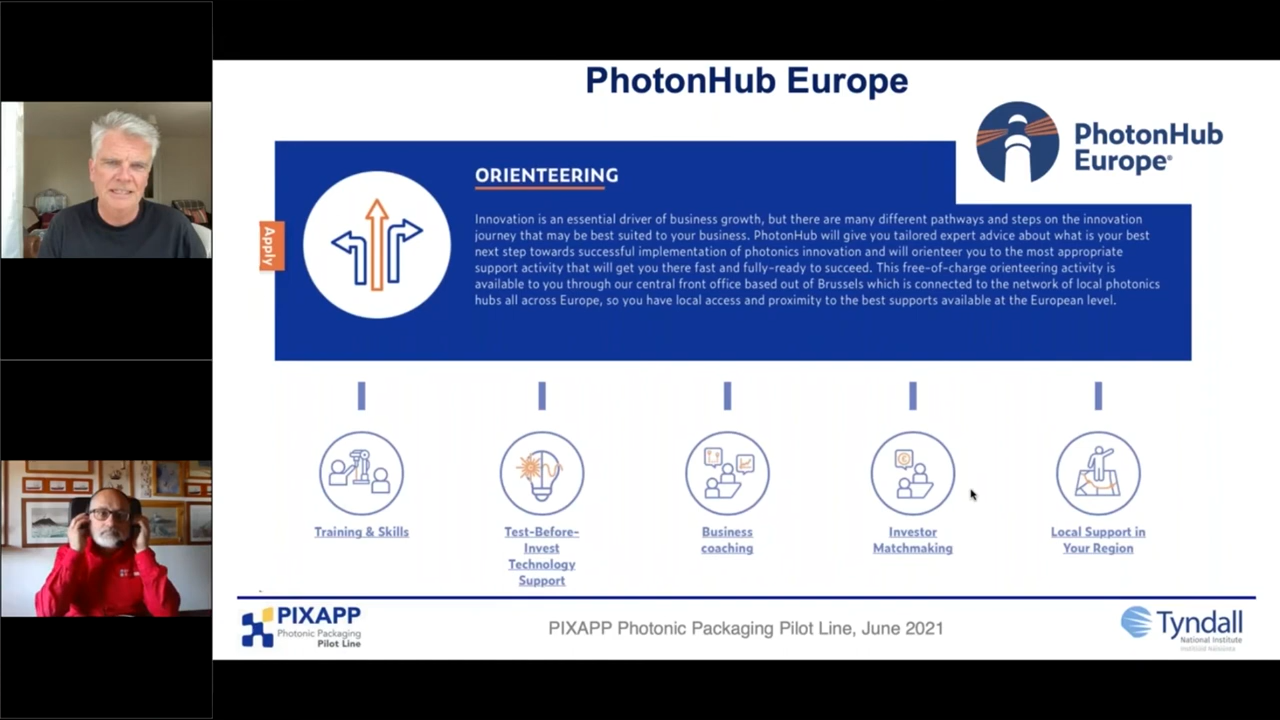 PhotonHub Europe
PhotonHub
Europe®
ORIENTEERING
Apply
Innovation is an essential driver of business growth, but there are many different pathways and steps on the innovation
journey that may be best suited to your business. PhotonHub will give you tailored expert advice about what is your best
next step towards successful implementation of photonics innovation and will orienteer you to the most appropriate
support activity that will get you there fast and fully-ready to succeed. This free-of-charge orienteering activity is
available to you through our central front office based out of Brussels which is connected to the network of local photonics
hubs all across Europe, so you have local access and proximity to the best supports available at the European level.
Training & Skills
Test-Before-
Invest
Technology
Support
Business
coaching
Investor
Matchmaking
Local Support in
Your Region
PIXAPP
Photonic Packaging
Pilot Line
PIXAPP Photonic Packaging Pilot Line, June 2021
Tyndall
National Institute